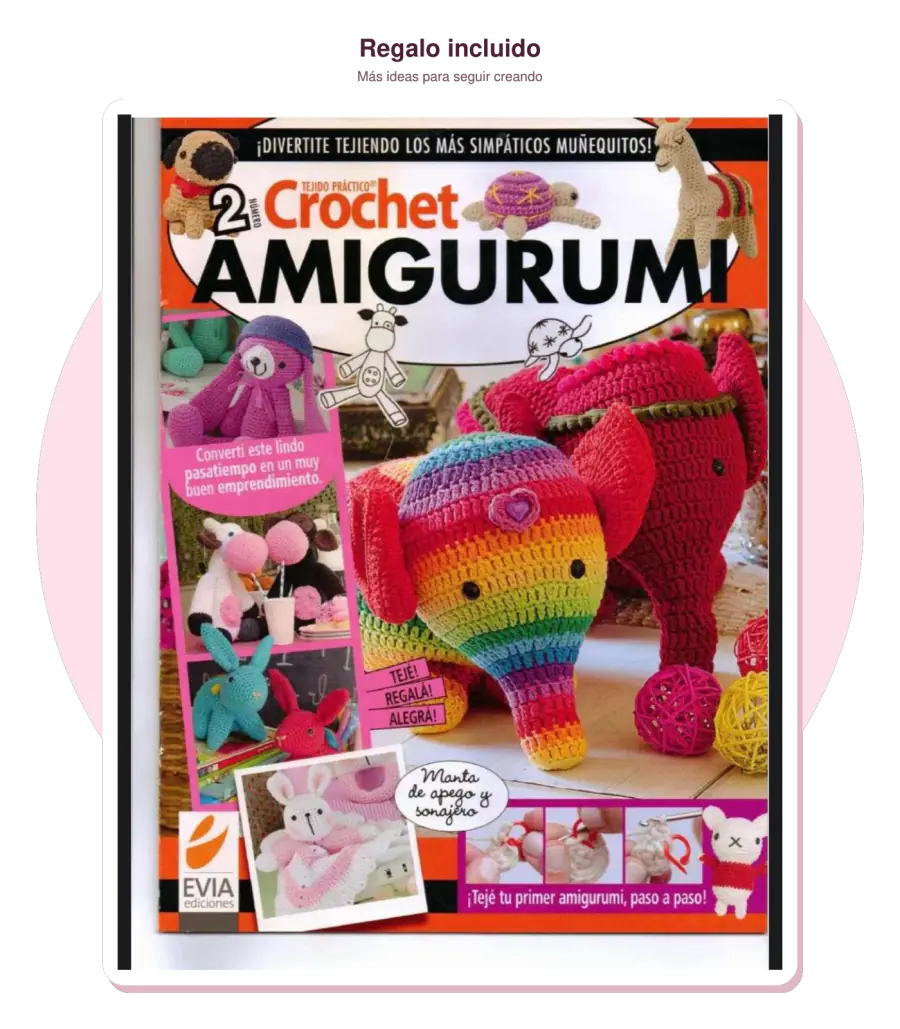 Regalo incluido
Más ideas para seguir creando
¡DIVERTITE TEJIENDO LOS MÁS SIMPÁTICOS MUÑEQUITOS!
2
NÚMERO
TEJIDO PRÁCTICO®
Crochet
AMIGURUMI
Convertí este lindo
pasatiempo en un muy
buen emprendimiento.
TEJÉ!
REGALÁ!
ALEGRÁ!
Manta
de apego y
sonajero
EVIA
ediciones
¡Tejé tu primer amigurumi, paso a paso!